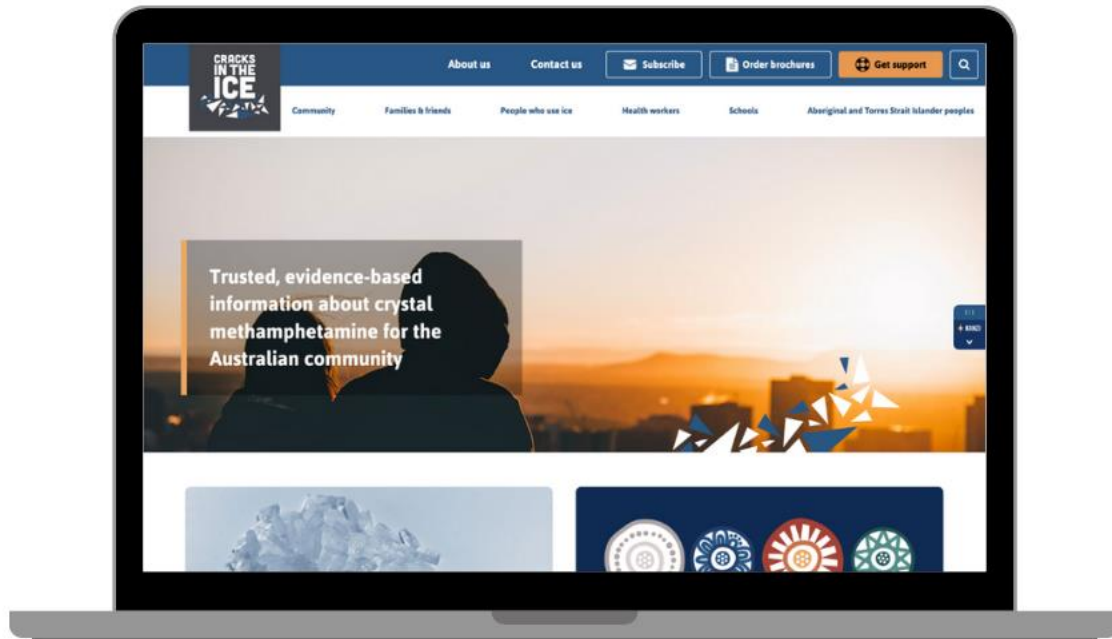 CRACKS
IN THE
ICE
About us
Contact us
Subscribe
Order brochures
Get support
Community
Families & friends
People who use ice
Health workers
Schools
Aboriginal and Torres Strait Islander peoples
Trusted, evidence-based
information about crystal
methamphetamine for the
Australian community